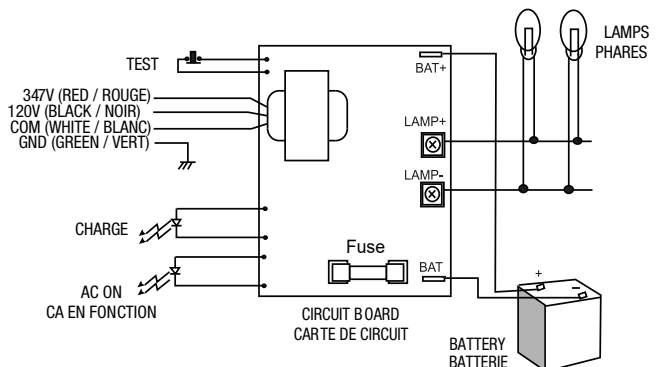 LAMPS
PHARES
TEST
BAT+
347V (RED / ROUGE)
120V (BLACK / NOIR)
COM (WHITE / BLANC)
GND (GREEN / VERT)
LAMP+
LAMP-
CHARGE
Fuse
BAT
AC ON
CA EN FONCTION
CIRCUIT BOARD
CARTE DE CIRCUIT
+
-
BATTERY
BATTERIE